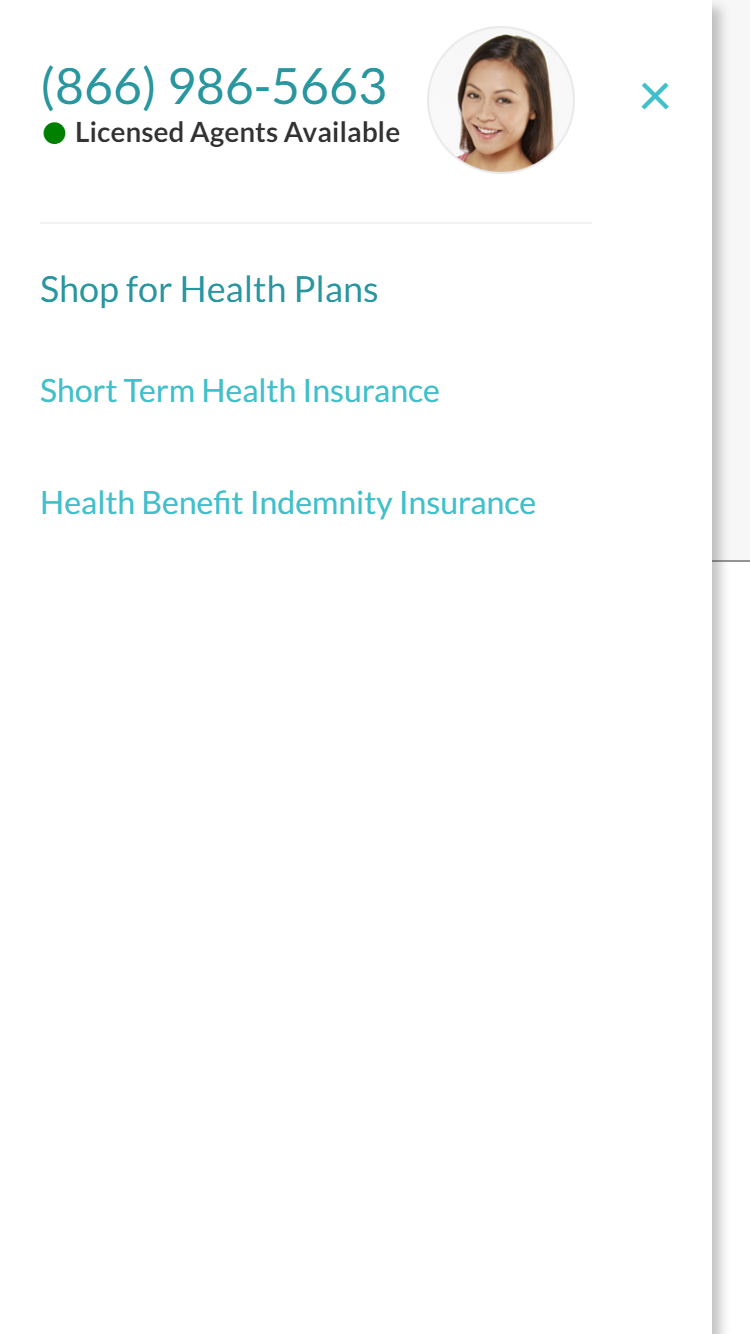 (866) 986-5663
Licensed Agents Available
Shop for Health Plans
Short Term Health Insurance
Health Benefit Indemnity Insurance